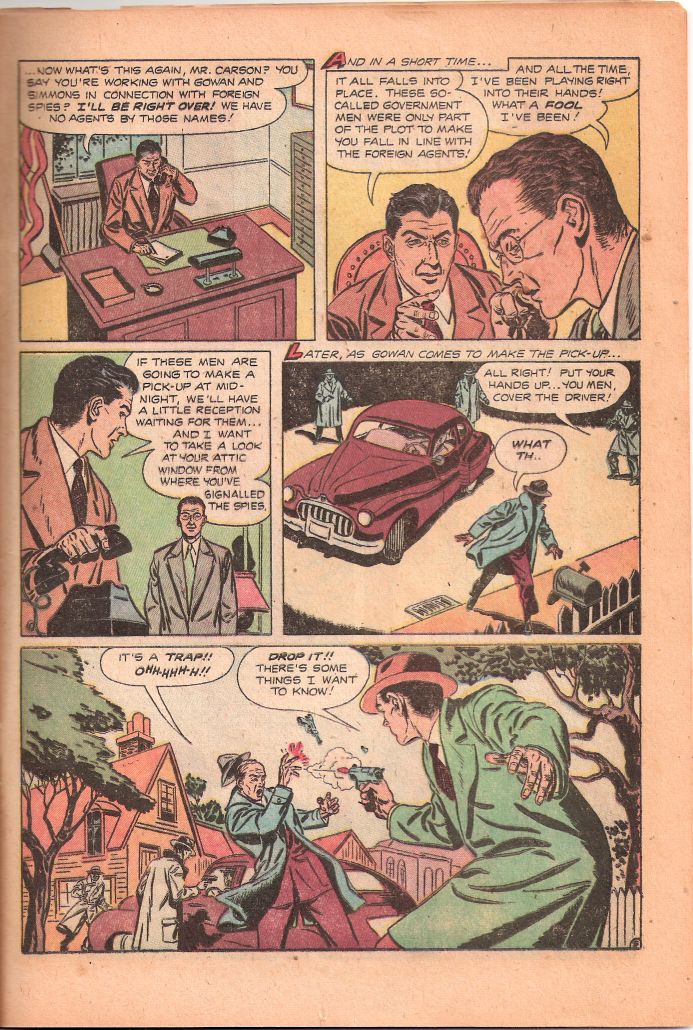 ...NOW WHAT'S THIS AGAIN, MR. CARSON? YOU
SAY YOU'RE WORKING WITH GOWAN AND
SIMMONS IN CONNECTION WITH FOREIGN
SPIES? I'LL BE RIGHT OVER! WE HAVE
NO AGENTS BY THOSE NAMES!
AND IN A SHORT TIME...
IT ALL FALLS INTO
PLACE. THESE SO-
CALLED GOVERNMENT
MEN WERE ONLY PART
OF THE PLOT TO MAKE
YOU FALL IN LINE WITH
THE FOREIGN AGENTS!
AND ALL THE TIME,
I'VE BEEN PLAYING RIGHT
INTO THEIR HANDS!
WHAT A FOOL
I'VE BEEN!
IF THESE MEN ARE
GOING TO MAKE A
PICK-UP AT MID-
NIGHT, WE'LL HAVE
A LITTLE RECEPTION
WAITING FOR THEM...
AND I WANT
TO TAKE A LOOK
AT YOUR ATTIC
WINDOW FROM
WHERE YOU'VE
SIGNALLED
THE SPIES.
LATER, AS GOWAN COMES TO MAKE THE PICK-UP...
ALL RIGHT! PUT YOUR
HANDS UP...YOU MEN,
COVER THE DRIVER!
WHAT
TH..
IT'S A TRAP!!
OHH-HHH-H!!
DROP IT!!
THERE'S SOME
THINGS I WANT
TO KNOW!